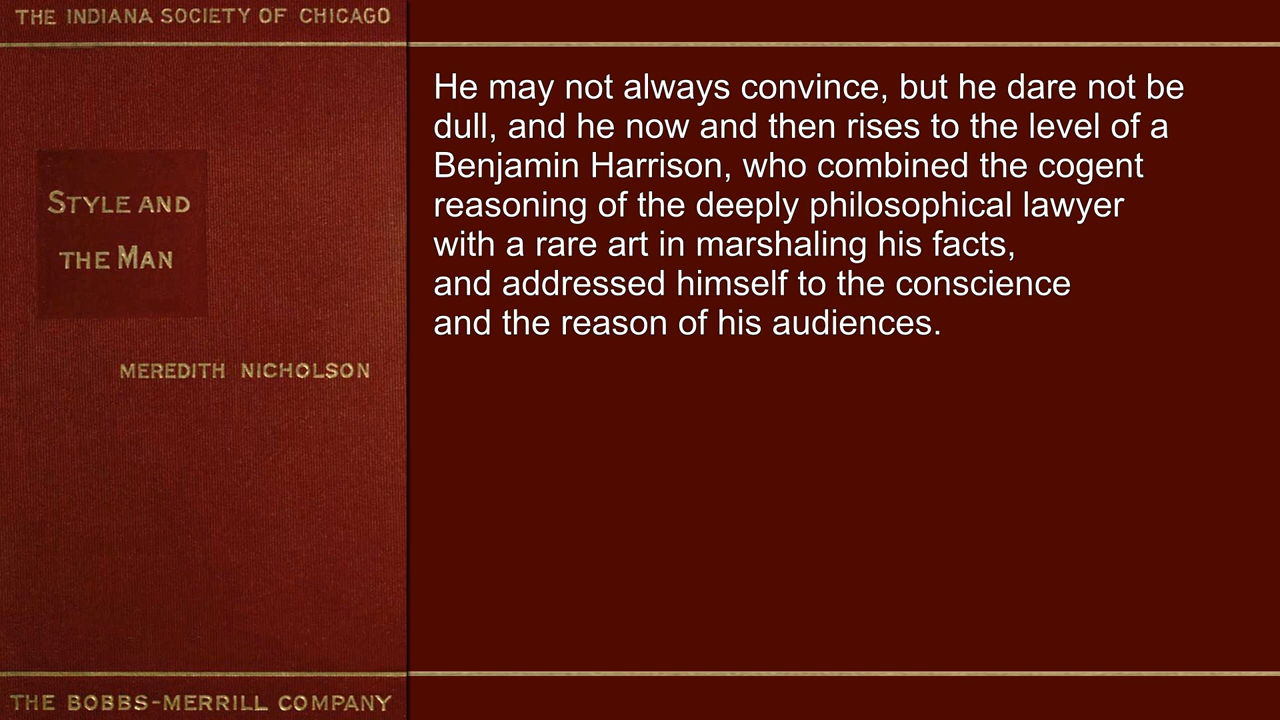 THE INDIANA SOCIETY OF CHICAGO
STYLE AND
THE MAN
MEREDITH NICHOLSON
THE BOBBS-MERRILL COMPANY
He may not always convince, but he dare not be
dull, and he now and then rises to the level of a
Benjamin Harrison, who combined the cogent
reasoning of the deeply philosophical lawyer
with a rare art in marshaling his facts,
and addressed himself to the conscience
and the reason of his audiences.